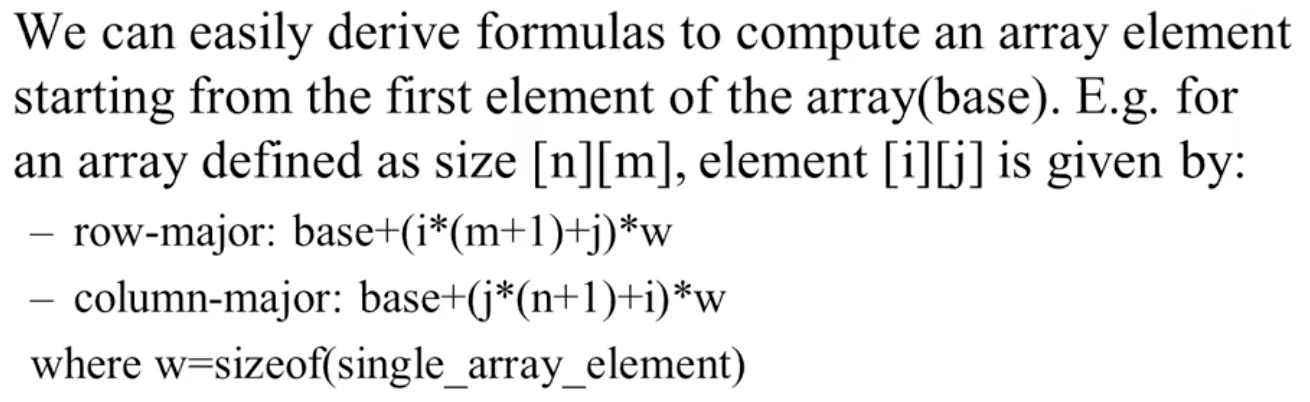 We can easily derive formulas to compute an array element
starting from the first element of the array(base). E.g. for
an array defined as size [n][m], element [i][j] is given by:
– row-major: base+(i*(m+1)+j)*w
– column-major: base+(j*(n+1)+i)*w
where w=sizeof(single_array_element)